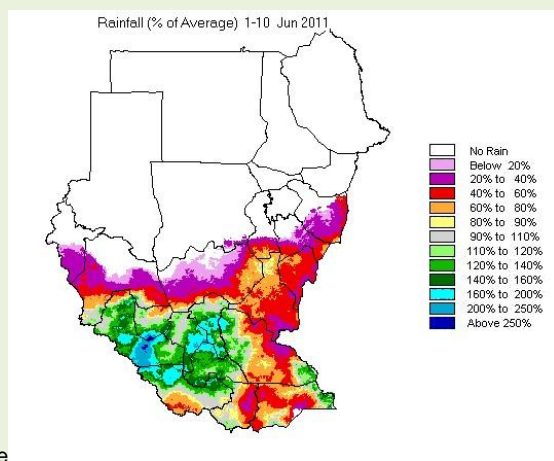 Rainfall (% of Average) 1-10 Jun 2011
No Rain
Below 20%
20% to 40%
40% to 60%
60% to 80%
80% to 90%
90% to 110%
110% to 120%
120% to 140%
140% to 160%
160% to 200%
200% to 250%
Above 250%
e